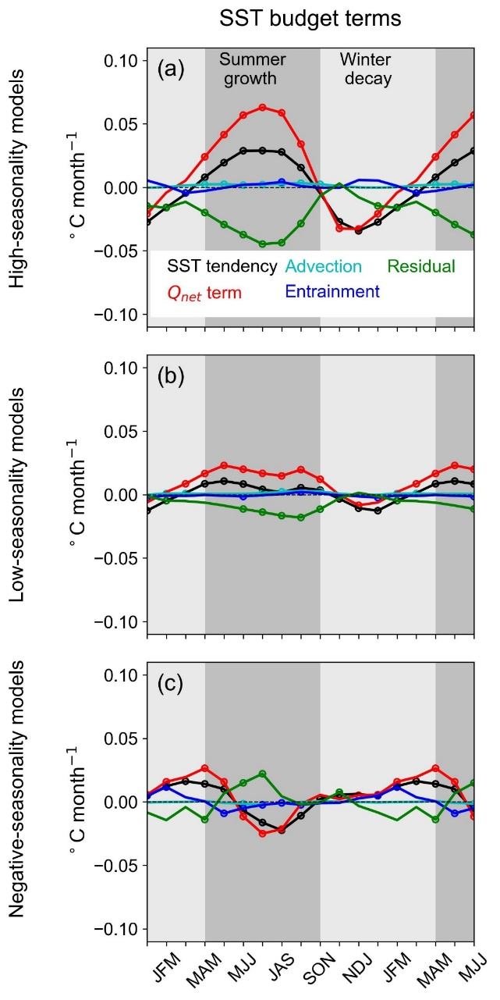 SST budget terms
High-seasonality models
° C month−1
0.10
0.05
0.00
−0.05
−0.10
(a)
Summer
growth
Winter
decay
SST tendency Advection Residual
Qnet term Entrainment
Low-seasonality models
° C month−1
0.10
0.05
0.00
−0.05
−0.10
(b)
Negative-seasonality models
° C month−1
0.10
0.05
0.00
−0.05
−0.10
(c)
JFM MAM MJJ JAS SON NDJ JFM MAM MJJ